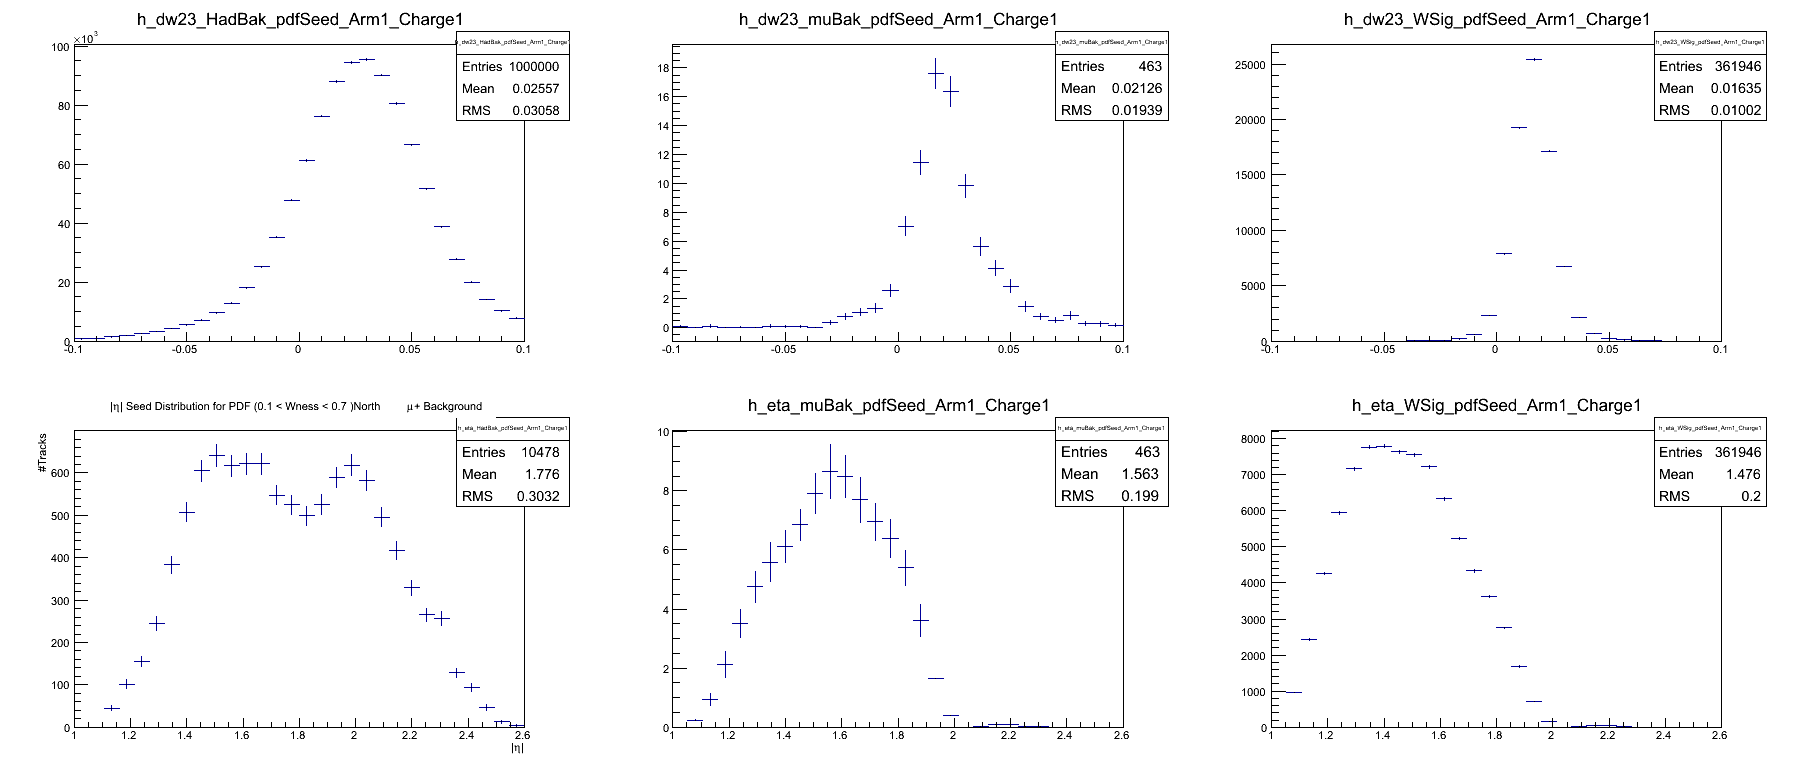 h_dw23_HadBak_pdfSeed_Arm1_Charge1
×10³
h_dw23_HadBak_pdfSeed_Arm1_Charge1
Entries 1000000
Mean 0.02557
RMS 0.03058
100
80
60
40
20
0
-0.1 -0.05 0 0.05 0.1
h_dw23_muBak_pdfSeed_Arm1_Charge1
h_dw23_muBak_pdfSeed_Arm1_Charge1
Entries 463
Mean 0.02126
RMS 0.01939
18
16
14
12
10
8
6
4
2
0
-0.1 -0.05 0 0.05 0.1
h_dw23_WSig_pdfSeed_Arm1_Charge1
h_dw23_WSig_pdfSeed_Arm1_Charge1
Entries 361946
Mean 0.01635
RMS 0.01002
25000
20000
15000
10000
5000
0
-0.1 -0.05 0 0.05 0.1
|η| Seed Distribution for PDF (0.1 < Wness < 0.7 )North μ+ Background
h_eta_HadBak_pdfSeed_Arm1_Charge1
Entries 10478
Mean 1.776
RMS 0.3032
#Tracks
600
500
400
300
200
100
0
1 1.2 1.4 1.6 1.8 2 2.2 2.4 2.6
|η|
h_eta_muBak_pdfSeed_Arm1_Charge1
h_eta_muBak_pdfSeed_Arm1_Charge1
Entries 463
Mean 1.563
RMS 0.199
10
8
6
4
2
0
1 1.2 1.4 1.6 1.8 2 2.2 2.4 2.6
h_eta_WSig_pdfSeed_Arm1_Charge1
h_eta_WSig_pdfSeed_Arm1_Charge1
Entries 361946
Mean 1.476
RMS 0.2
8000
7000
6000
5000
4000
3000
2000
1000
0
1 1.2 1.4 1.6 1.8 2 2.2 2.4 2.6